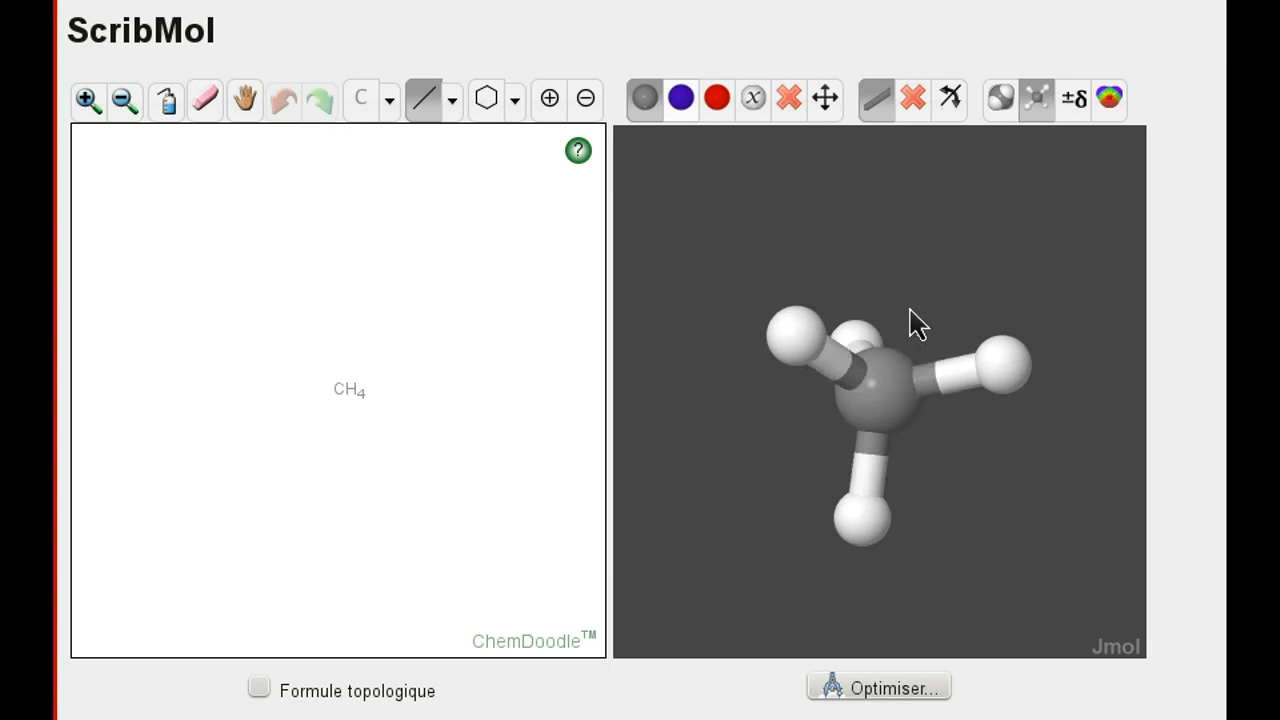 ScribMol
C
x
±δ
?
CH₄
ChemDoodle™
Jmol
Formule topologique
Optimiser...